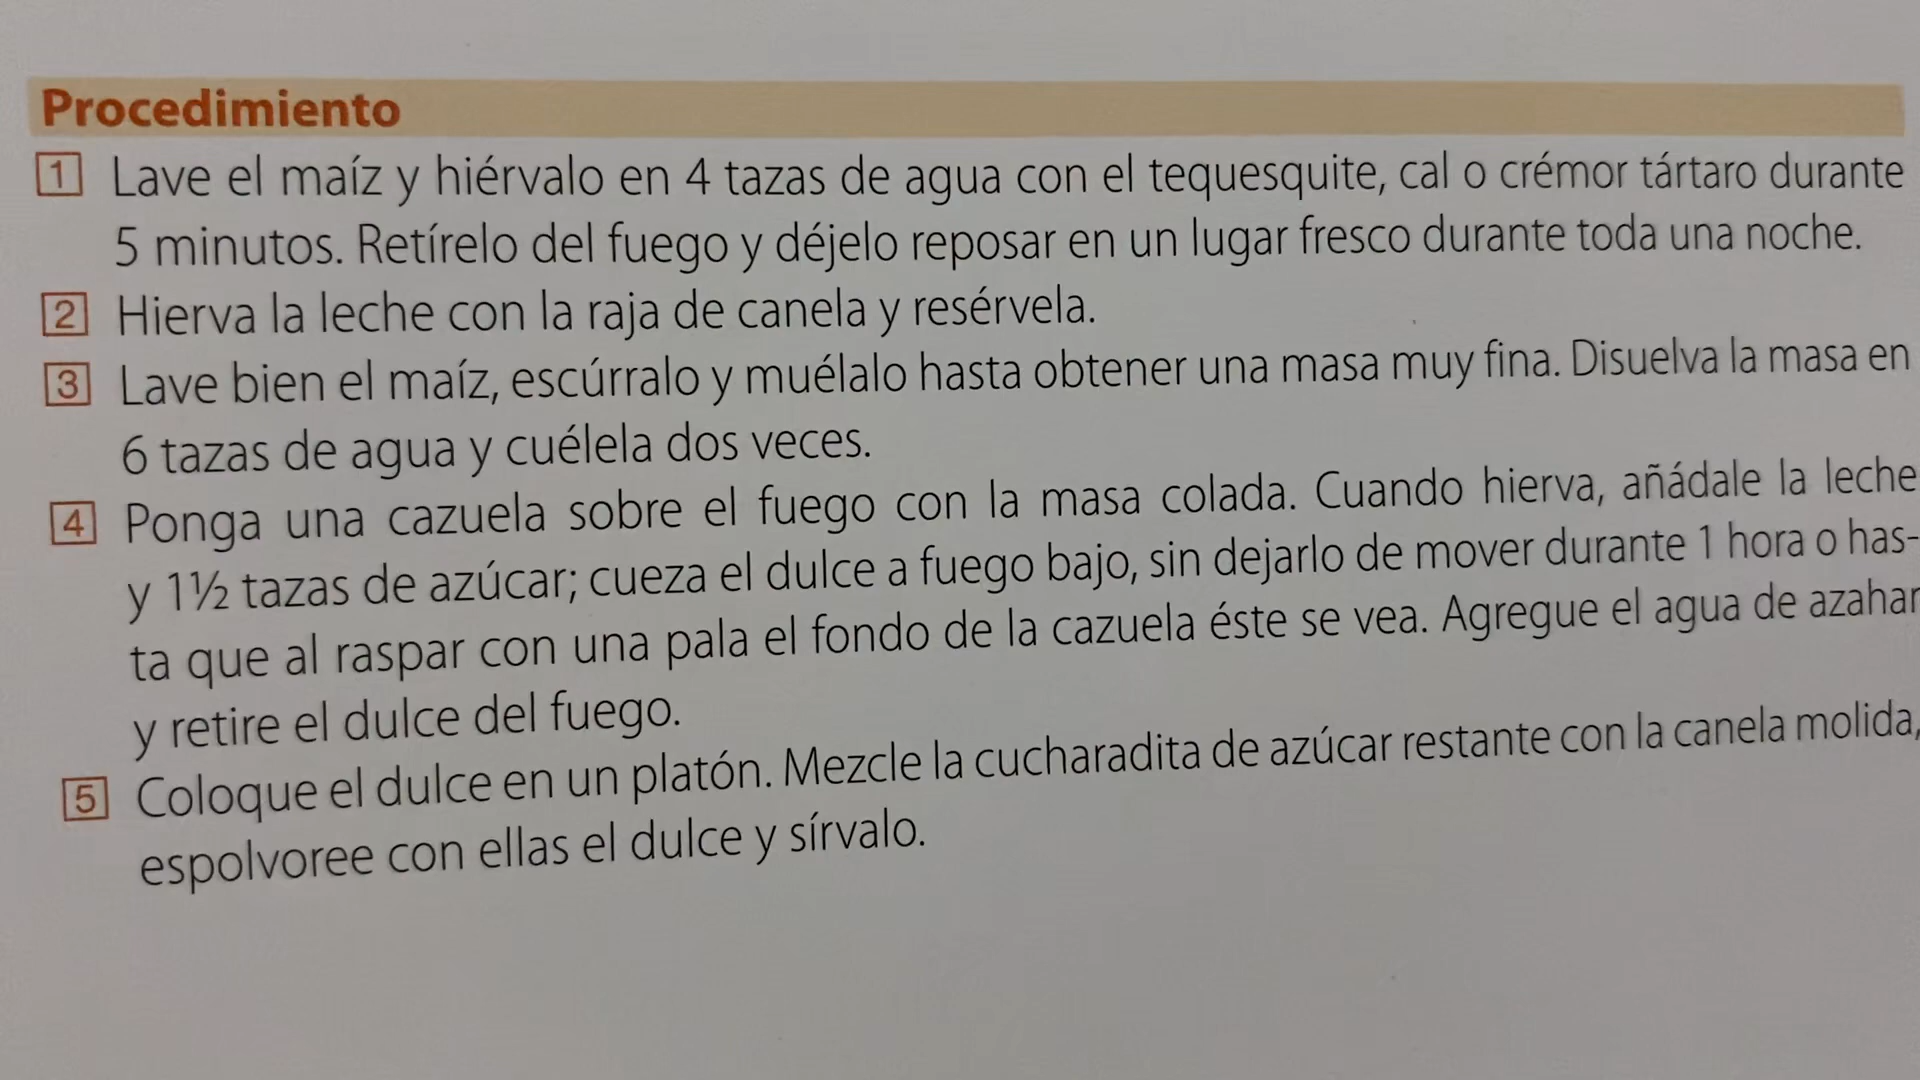 Procedimiento
1 Lave el maíz y hiérvalo en 4 tazas de agua con el tequesquite, cal o crémor tártaro durante
5 minutos. Retírelo del fuego y déjelo reposar en un lugar fresco durante toda una noche.
2 Hierva la leche con la raja de canela y resérvela.
3 Lave bien el maíz, escúrralo y muélalo hasta obtener una masa muy fina. Disuelva la masa en
6 tazas de agua y cuélela dos veces.
4 Ponga una cazuela sobre el fuego con la masa colada. Cuando hierva, añádale la leche
y 1½ tazas de azúcar; cueza el dulce a fuego bajo, sin dejarlo de mover durante 1 hora o has-
ta que al raspar con una pala el fondo de la cazuela éste se vea. Agregue el agua de azahar
y retire el dulce del fuego.
5 Coloque el dulce en un platón. Mezcle la cucharadita de azúcar restante con la canela molida,
espolvoree con ellas el dulce y sírvalo.